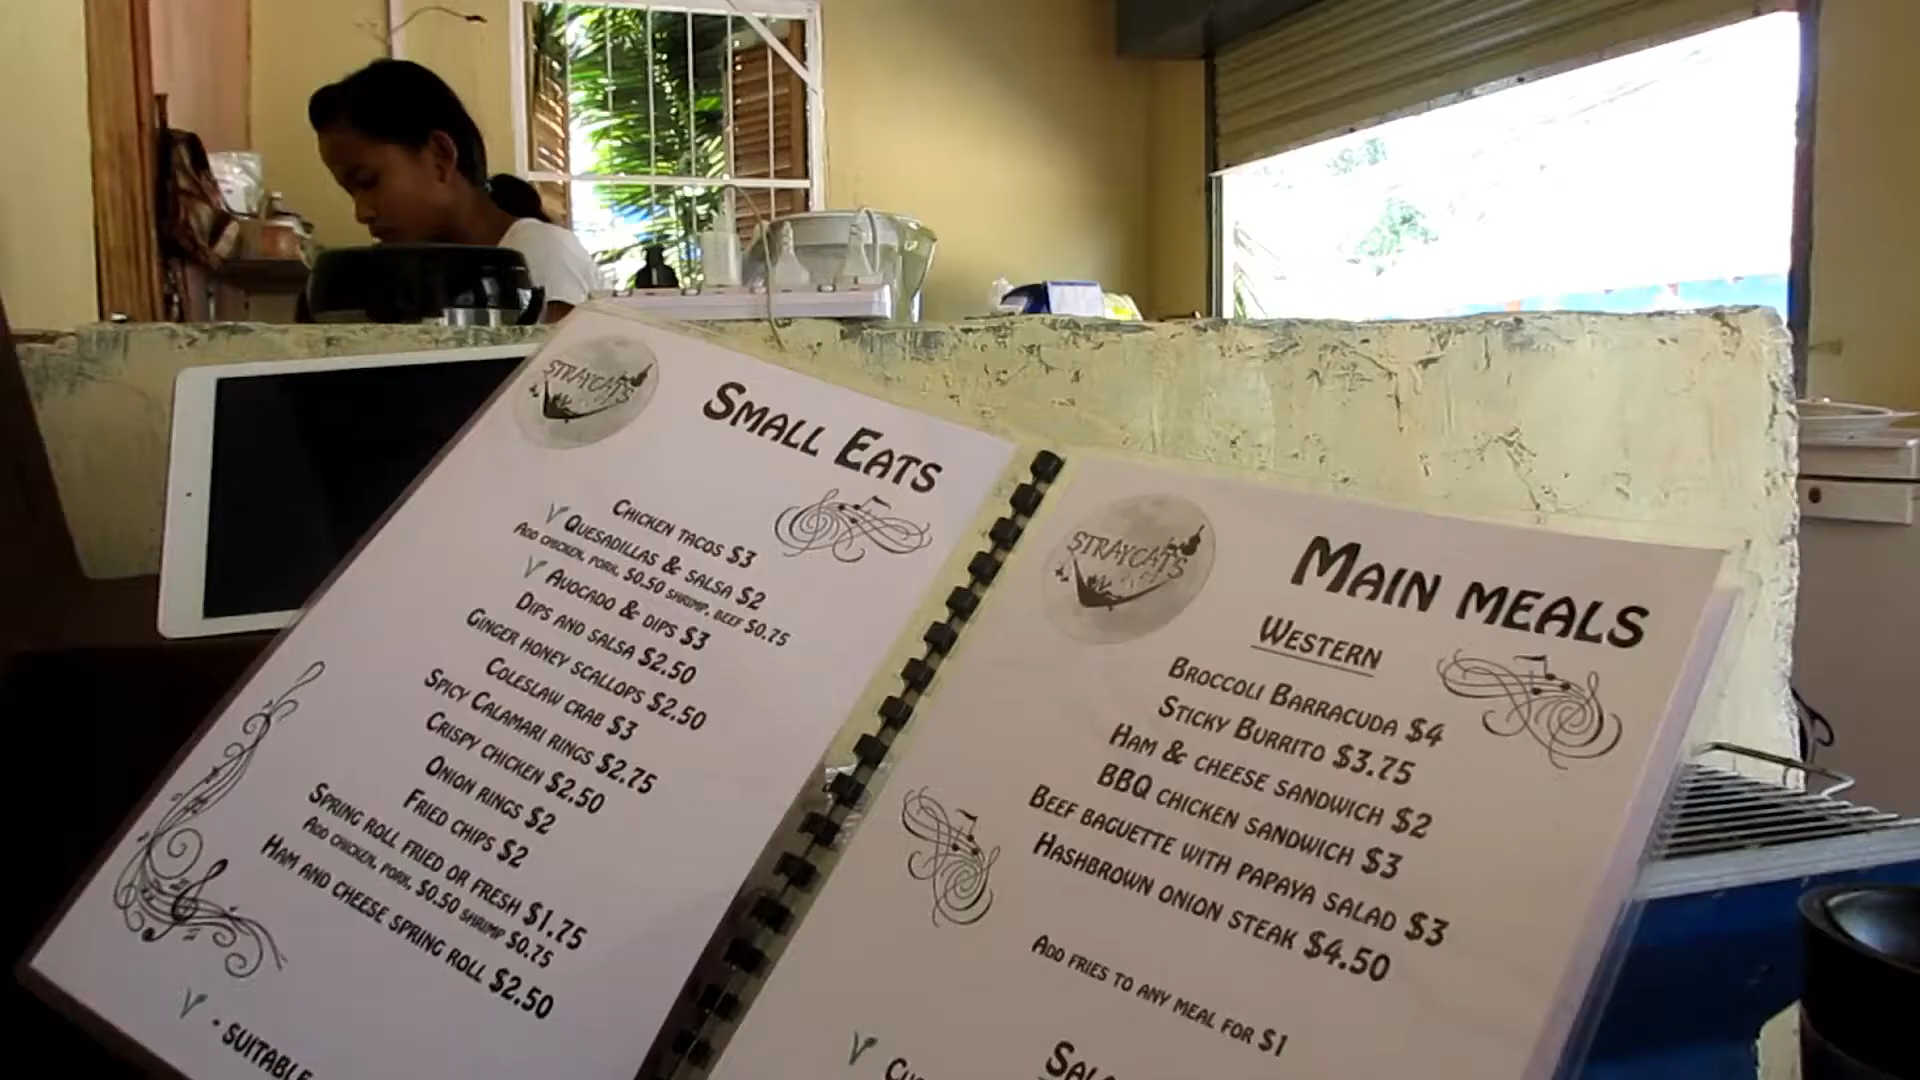 STRAYCATS
SMALL EATS
CHICKEN TACOS $3
V QUESADILLAS & SALSA $2
ADD CHICKEN, PORK, $0.50 SHRIMP, BEEF $0.75
V AVOCADO & DIPS $3
DIPS AND SALSA $2.50
GINGER HONEY SCALLOPS $2.50
COLESLAW CRAB $3
SPICY CALAMARI RINGS $2.75
CRISPY CHICKEN $2.50
ONION RINGS $2
FRIED CHIPS $2
SPRING ROLL FRIED OR FRESH $1.75
ADD CHICKEN, PORK, $0.50 SHRIMP $0.75
HAM AND CHEESE SPRING ROLL $2.50
V - SUITABLE
STRAYCATS
MAIN MEALS
WESTERN
BROCCOLI BARRACUDA $4
STICKY BURRITO $3.75
HAM & CHEESE SANDWICH $2
BBQ CHICKEN SANDWICH $3
BEEF BAGUETTE WITH PAPAYA SALAD $3
HASHBROWN ONION STEAK $4.50
ADD FRIES TO ANY MEAL FOR $1
V